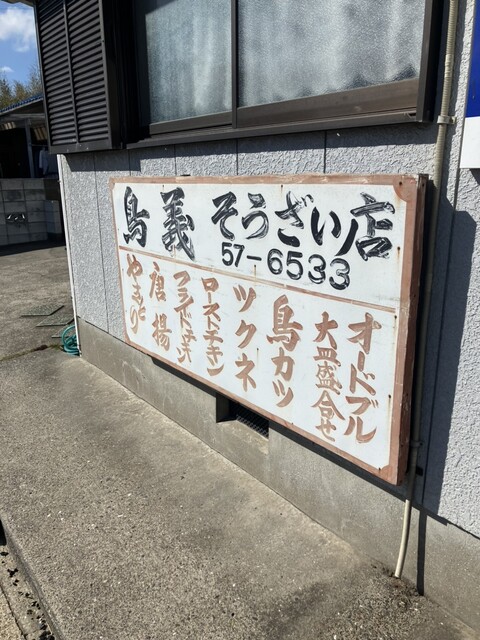 鳥義 そうざい店
57-6533
オードブル
大皿盛合せ
鳥カツ
ツクネ
ローストチキン
フライドチキン
唐揚
やきとり